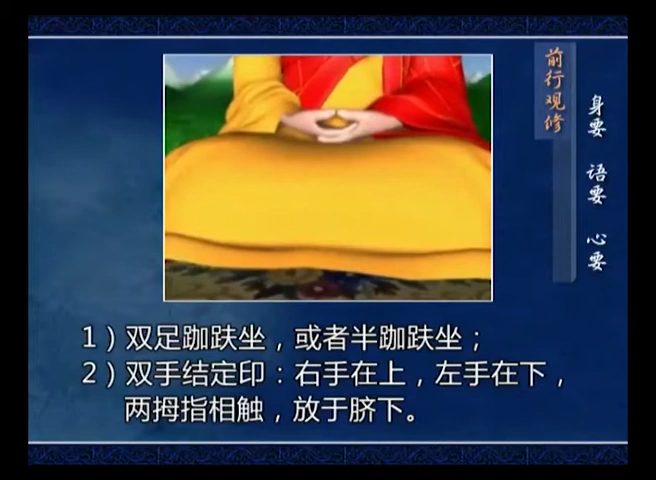 前行观修
身要 语要 心要
1）双足跏趺坐，或者半跏趺坐；
2）双手结定印：右手在上，左手在下，
两拇指相触，放于脐下。